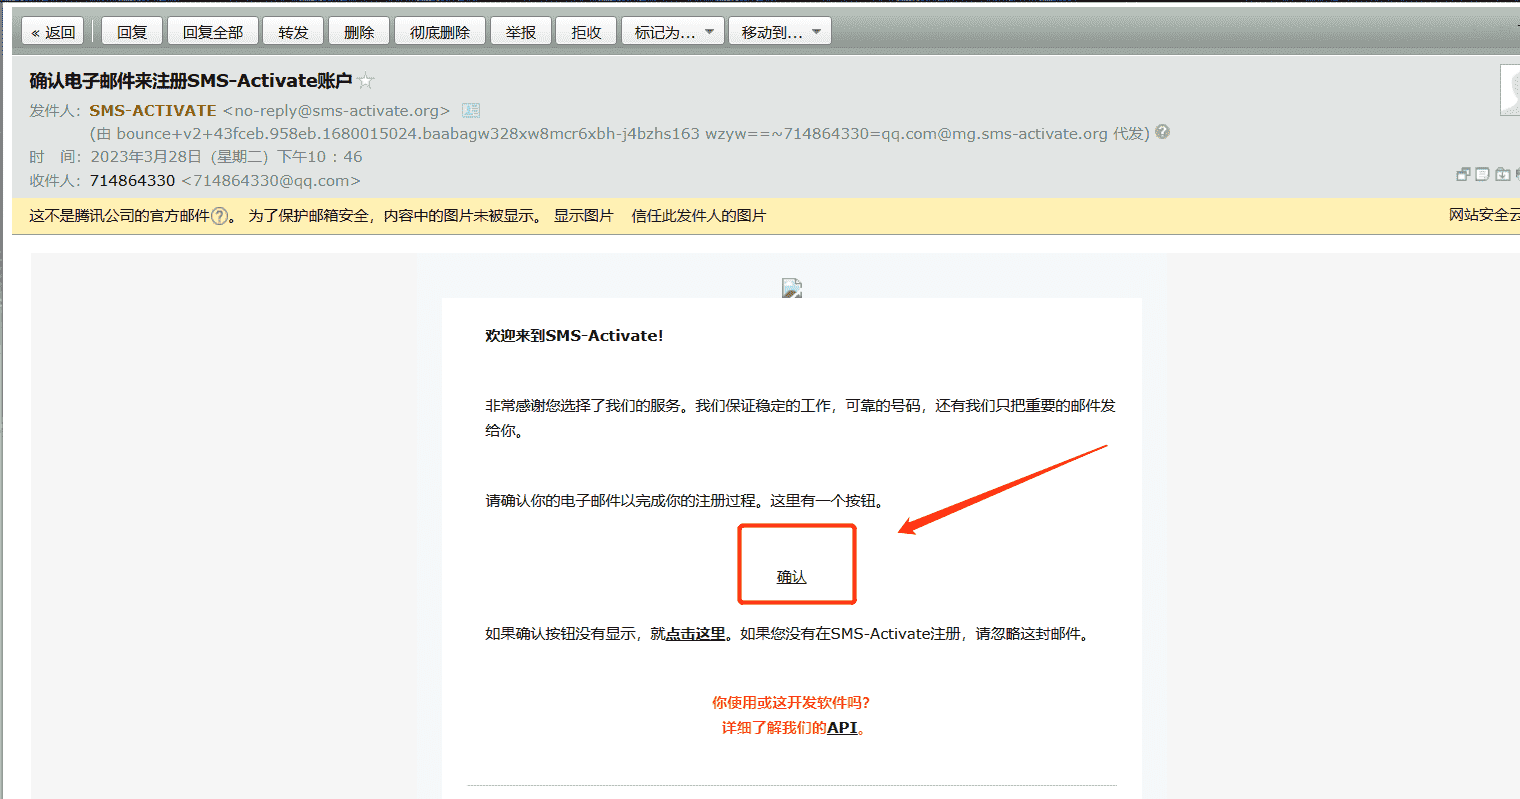 « 返回 回复 回复全部 转发 删除 彻底删除 举报 拒收 标记为... 移动到...
确认电子邮件来注册SMS-Activate账户
发件人：SMS-ACTIVATE <no-reply@sms-activate.org>
(由 bounce+v2+43fceb.958eb.1680015024.baabagw328xw8mcr6xbh-j4bzhs163 wzyw==~714864330=qq.com@mg.sms-activate.org 代发)
时 间：2023年3月28日（星期二）下午10：46
收件人：714864330 <714864330@qq.com>
这不是腾讯公司的官方邮件?。 为了保护邮箱安全，内容中的图片未被显示。 显示图片 信任此发件人的图片 网站安全云
欢迎来到SMS-Activate!
非常感谢您选择了我们的服务。我们保证稳定的工作，可靠的号码，还有我们只把重要的邮件发
给你。
请确认你的电子邮件以完成你的注册过程。这里有一个按钮。
确认
如果确认按钮没有显示，就点击这里。如果您没有在SMS-Activate注册，请忽略这封邮件。
你使用或这开发软件吗?
详细了解我们的API。